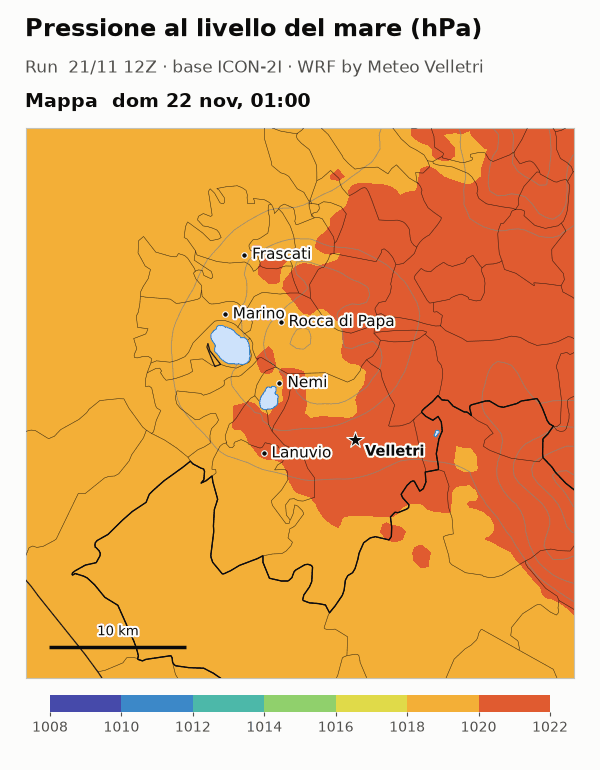 Pressione al livello del mare (hPa)
Run  21/11 12Z · base ICON-2I · WRF by Meteo Velletri
Mappa  dom 22 nov, 01:00
Frascati
Marino
Rocca di Papa
Nemi
Velletri
Lanuvio
10 km
1008 1010 1012 1014 1016 1018 1020 1022